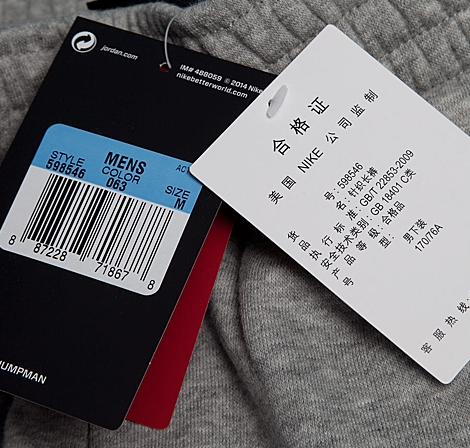 jordan.com
IM# 488059 © 2014 Nike
nikebetterworld.com
STYLE
598546
MENS
COLOR
063
SIZE
M
8 87228 71867 8
JUMPMAN
合格证
美国 NIKE 公司监制
号: 598546
货 名: 针织长裤
品 执行标准: GB/T 22853-2009
安全技术类别: GB 18401 C类
产品等级: 合格品
号 型: 男下装
170/76A
客服热线